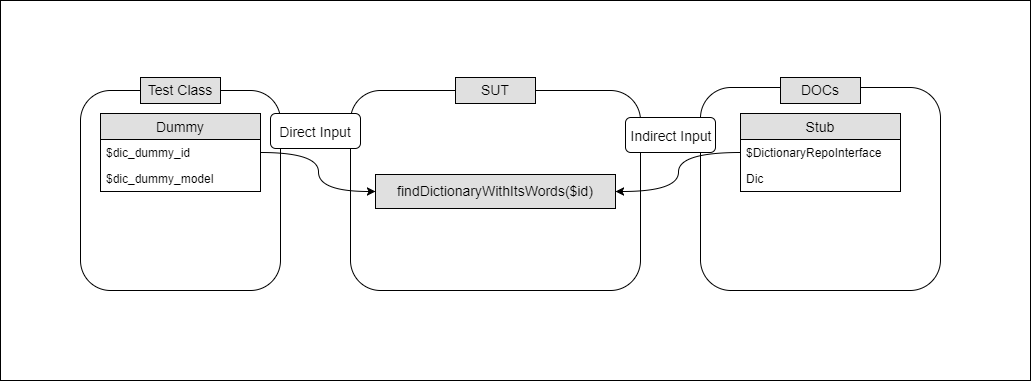 Test Class
SUT
DOCs
Dummy
$dic_dummy_id
$dic_dummy_model
Direct Input
findDictionaryWithItsWords($id)
Indirect Input
Stub
$DictionaryRepoInterface
Dic